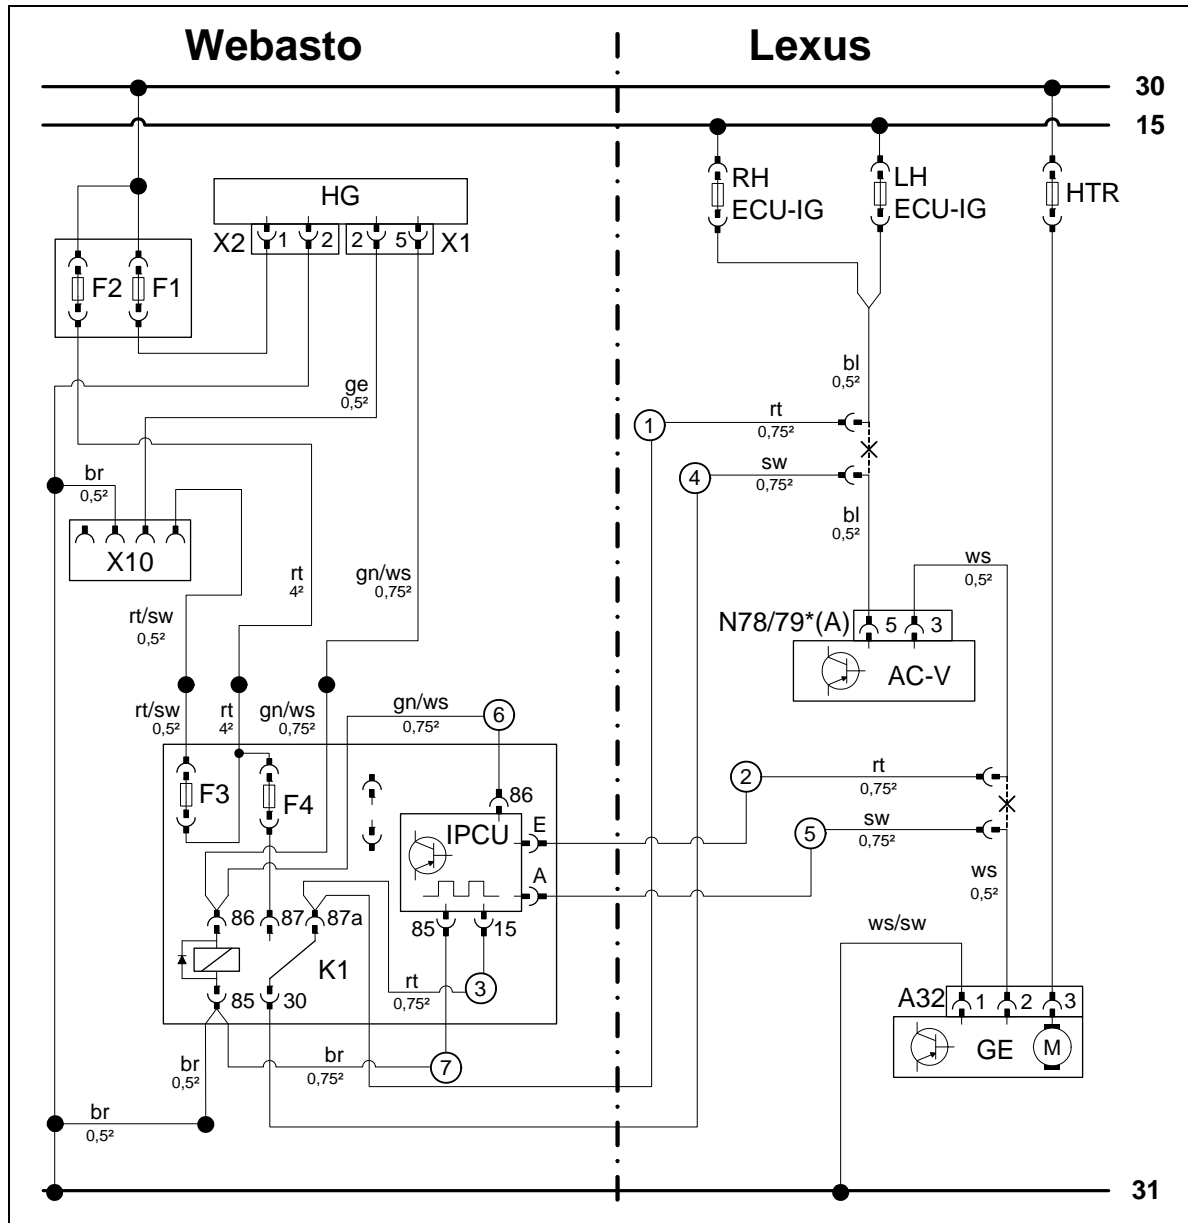 Webasto
Lexus
30
15
HG
RH
ECU-IG
LH
ECU-IG
HTR
X2
1
2
2
5
X1
F2
F1
ge
0,5²
bl
0,5²
1
rt
0,75²
4
sw
0,75²
br
0,5²
bl
0,5²
X10
rt
4²
gn/ws
0,75²
ws
0,5²
rt/sw
0,5²
N78/79*(A)
5
3
AC-V
rt/sw
0,5²
rt
4²
gn/ws
0,75²
gn/ws
0,75²
6
2
rt
0,75²
F3
F4
86
IPCU
E
A
5
sw
0,75²
ws
0,5²
86
87
87a
85
15
ws/sw
K1
85
30
rt
0,75²
3
A32
1
2
3
GE
M
br
0,5²
br
0,75²
7
br
0,5²
31